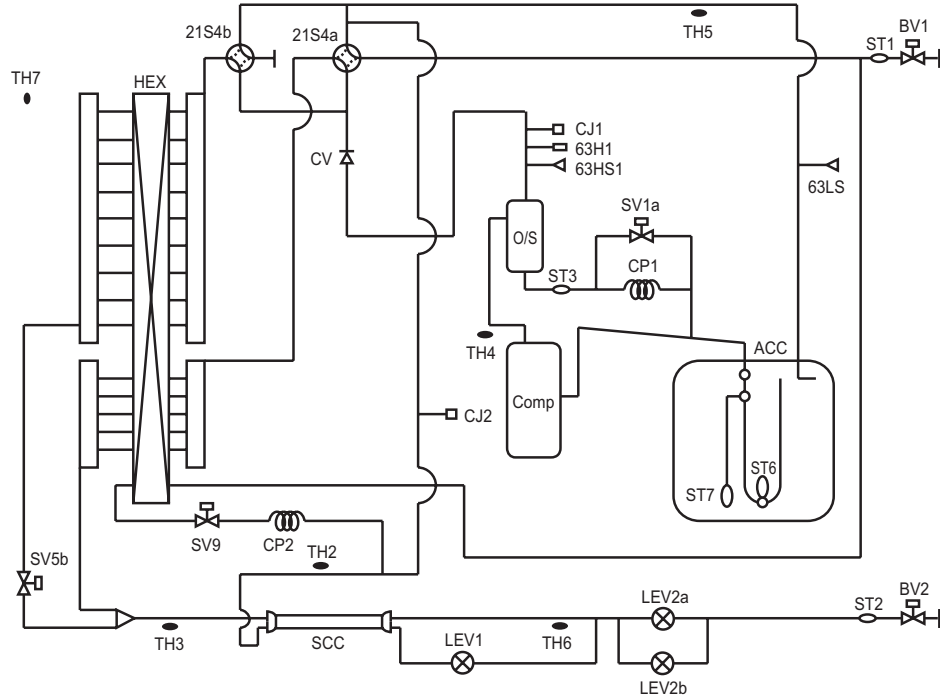 21S4b
21S4a
TH5
BV1
ST1
TH7
HEX
CJ1
63H1
63HS1
CV
63LS
SV1a
O/S
CP1
ST3
TH4
ACC
Comp
CJ2
ST6
ST7
SV9
CP2
TH2
SV5b
LEV2a
BV2
ST2
TH3
SCC
LEV1
TH6
LEV2b